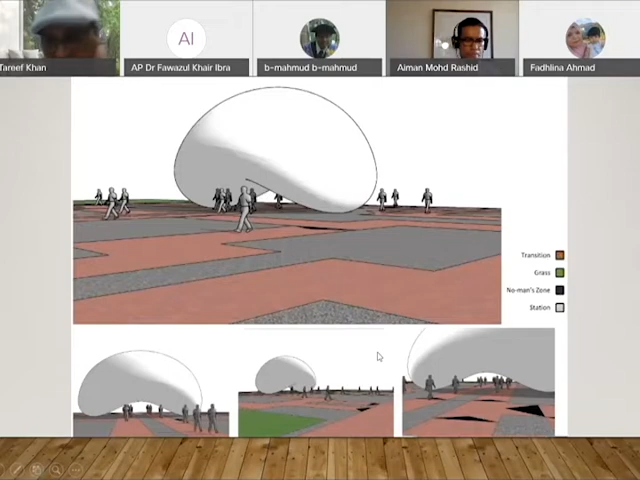 AI
Tareef Khan
AP Dr Fawazul Khair Ibra
b-mahmud b-mahmud
Aiman Mohd Rashid
Fadhlina Ahmad
Transition
Grass
No-man's Zone
Station